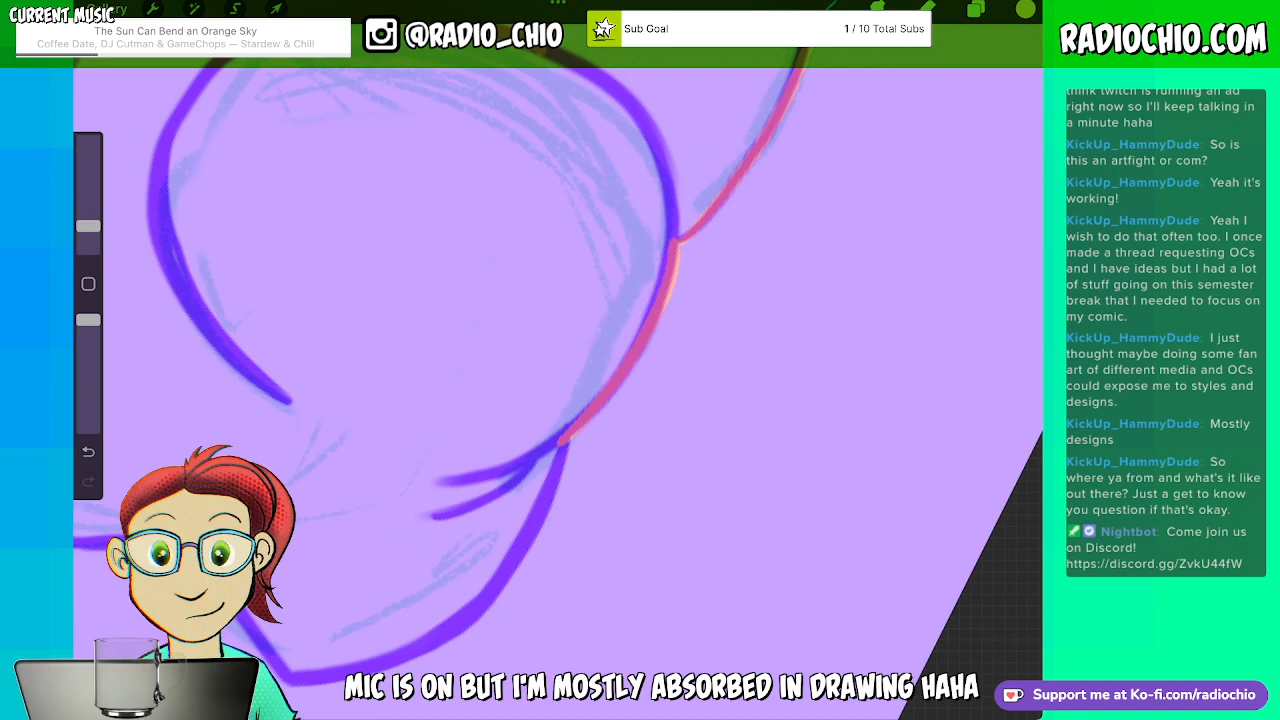 CURRENT MUSIC
Gallery
The Sun Can Bend an Orange Sky
Coffee Date, DJ Cutman & GameChops — Stardew & Chill
@RADIO_CHIO
Sub Goal
1 / 10 Total Subs
RADIOCHIO.COM
think twitch is running an ad
right now so I'll keep talking in
a minute haha
KickUp_HammyDude: So is
this an artfight or com?
KickUp_HammyDude: Yeah it's
working!
KickUp_HammyDude: Yeah I
wish to do that often too. I once
made a thread requesting OCs
and I have ideas but I had a lot
of stuff going on this semester
break that I needed to focus on
my comic.
KickUp_HammyDude: I just
thought maybe doing some fan
art of different media and OCs
could expose me to styles and
designs.
KickUp_HammyDude: Mostly
designs
KickUp_HammyDude: So
where ya from and what's it like
out there? Just a get to know
you question if that's okay.
Nightbot: Come join us
on Discord!
https://discord.gg/ZvkU44fW
MIC IS ON BUT I'M MOSTLY ABSORBED IN DRAWING HAHA
Support me at Ko-fi.com/radiochio